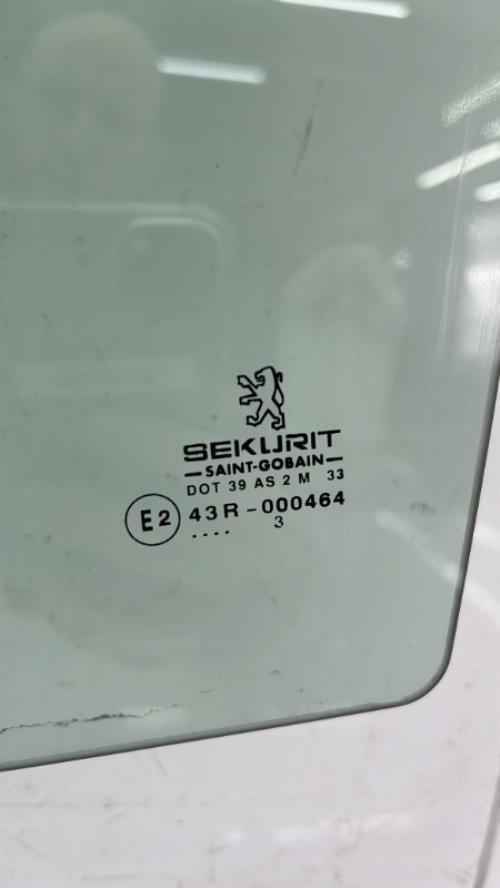 SEKURIT
SAINT-GOBAIN
DOT 39 AS 2 M 33
E2 43R-000464
.... 3